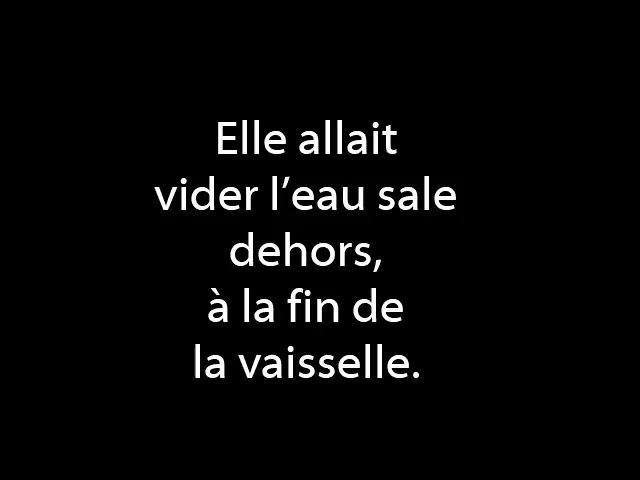 Elle allait
vider l’eau sale
dehors,
à la fin de
la vaisselle.